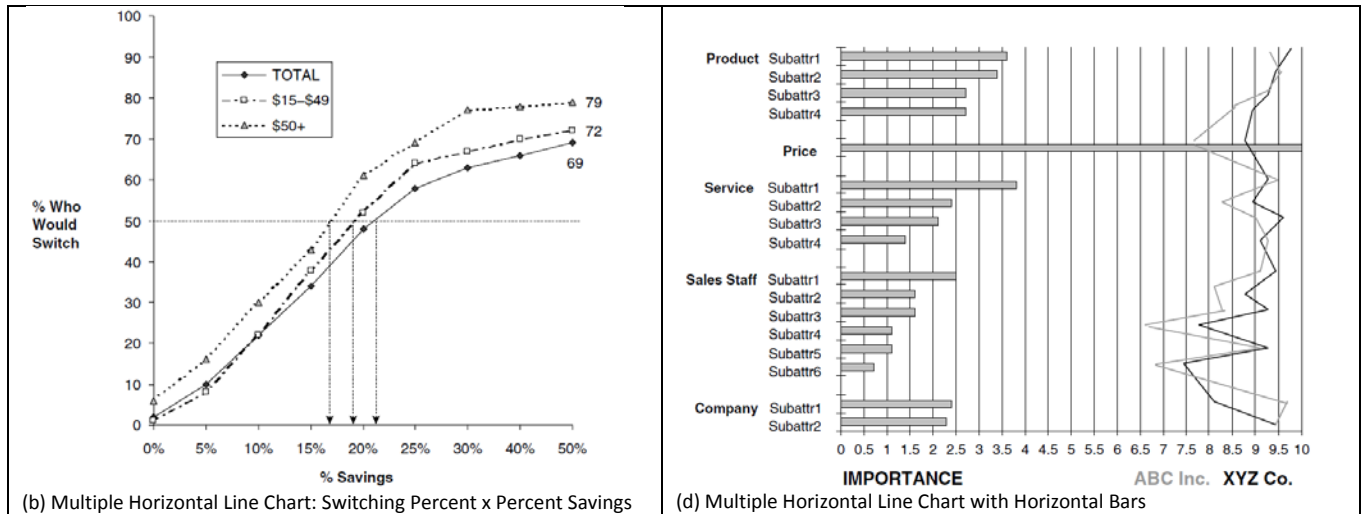 100
90
80
70
60
50
40
30
20
10
0
% Who
Would
Switch
TOTAL
$15–$49
$50+
79
72
69
0% 5% 10% 15% 20% 25% 30% 40% 50%
% Savings
(b) Multiple Horizontal Line Chart: Switching Percent x Percent Savings
Product Subattr1
Subattr2
Subattr3
Subattr4
Price
Service Subattr1
Subattr2
Subattr3
Subattr4
Sales Staff Subattr1
Subattr2
Subattr3
Subattr4
Subattr5
Subattr6
Company Subattr1
Subattr2
0 0.5 1 1.5 2 2.5 3 3.5 4 4.5 5 5.5 6 6.5 7 7.5 8 8.5 9 9.5 10
IMPORTANCE ABC Inc. XYZ Co.
(d) Multiple Horizontal Line Chart with Horizontal Bars